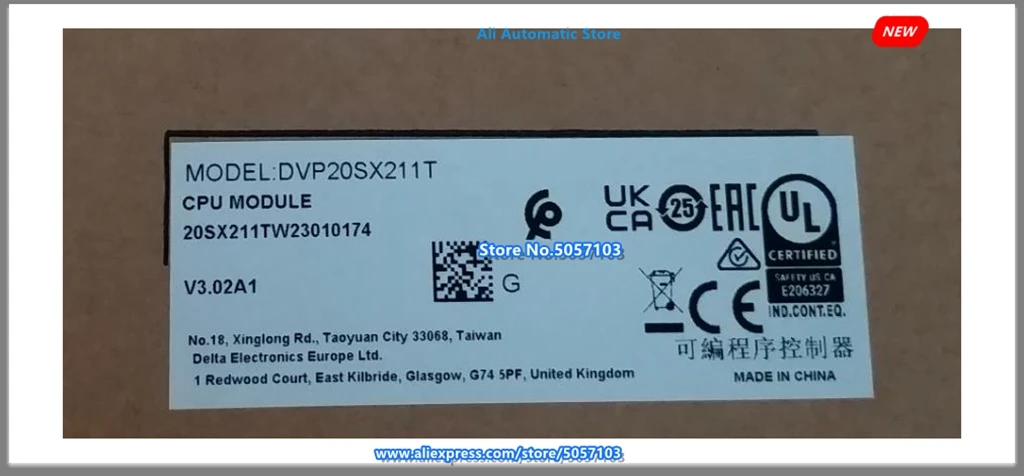 Ali Automatic Store
NEW
MODEL:DVP20SX211T
CPU MODULE
20SX211TW23010174
V3.02A1
G
Store No.5057103
UK
CA
25
EAC
UL
CERTIFIED
SAFETY US CA
E206327
IND.CONT.EQ.
CE
可編程序控制器
No.18, Xinglong Rd., Taoyuan City 33068, Taiwan
Delta Electronics Europe Ltd.
1 Redwood Court, East Kilbride, Glasgow, G74 5PF, United Kingdom
MADE IN CHINA
www.aliexpress.com/store/5057103